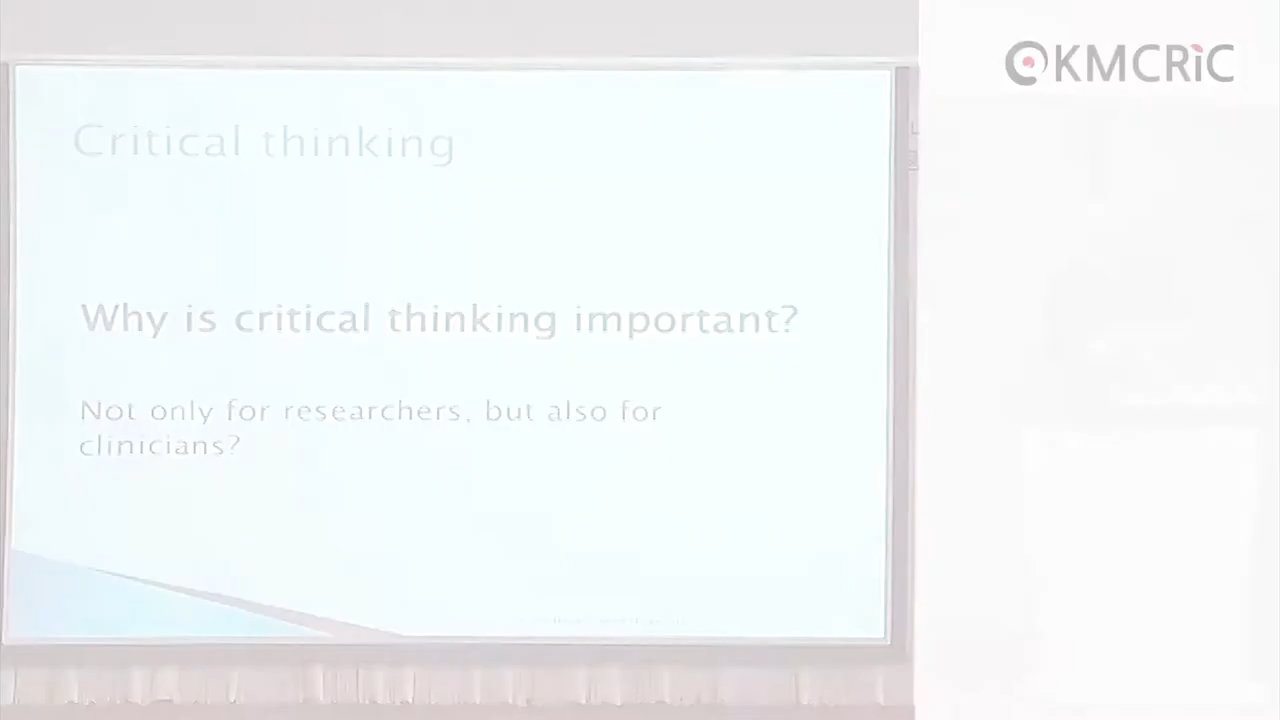 KMCRiC
Critical thinking
Why is critical thinking important?
Not only for researchers, but also for
clinicians?